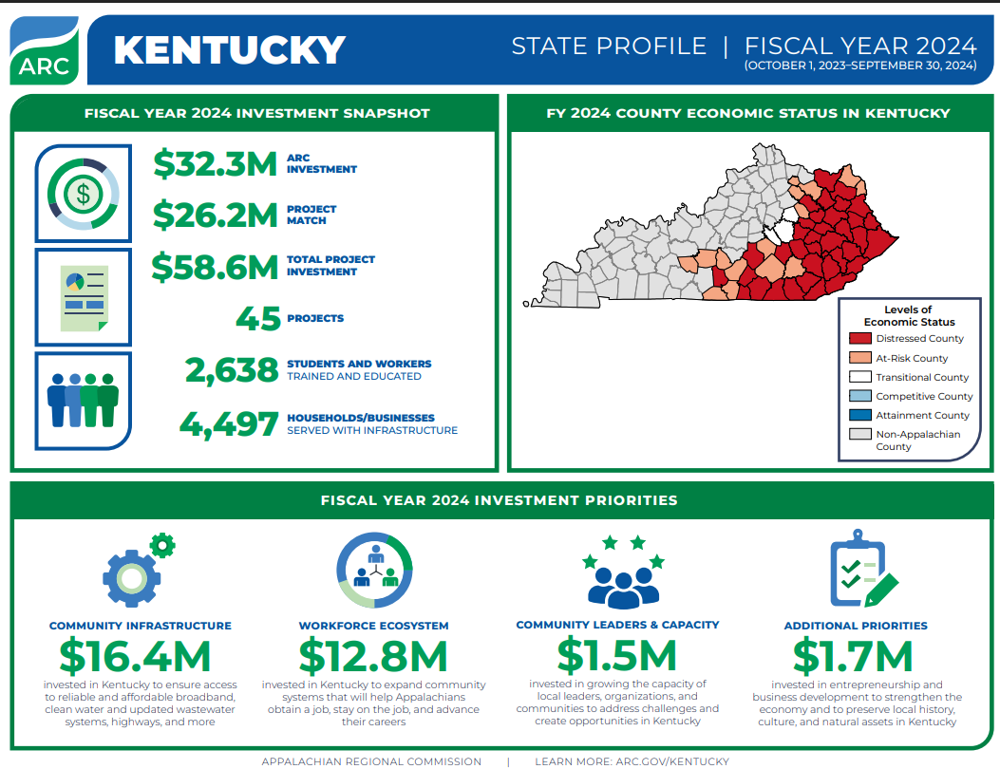 ARC
KENTUCKY
STATE PROFILE | FISCAL YEAR 2024
(OCTOBER 1, 2023–SEPTEMBER 30, 2024)
FISCAL YEAR 2024 INVESTMENT SNAPSHOT
$
$32.3M ARC
INVESTMENT
$26.2M PROJECT
MATCH
$58.6M TOTAL PROJECT
INVESTMENT
45 PROJECTS
2,638 STUDENTS AND WORKERS
TRAINED AND EDUCATED
4,497 HOUSEHOLDS/BUSINESSES
SERVED WITH INFRASTRUCTURE
FY 2024 COUNTY ECONOMIC STATUS IN KENTUCKY
Levels of
Economic Status
Distressed County
At-Risk County
Transitional County
Competitive County
Attainment County
Non-Appalachian
County
FISCAL YEAR 2024 INVESTMENT PRIORITIES
COMMUNITY INFRASTRUCTURE
$16.4M
invested in Kentucky to ensure access
to reliable and affordable broadband,
clean water and updated wastewater
systems, highways, and more
WORKFORCE ECOSYSTEM
$12.8M
invested in Kentucky to expand community
systems that will help Appalachians
obtain a job, stay on the job, and advance
their careers
COMMUNITY LEADERS & CAPACITY
$1.5M
invested in growing the capacity of
local leaders, organizations, and
communities to address challenges and
create opportunities in Kentucky
ADDITIONAL PRIORITIES
$1.7M
invested in entrepreneurship and
business development to strengthen the
economy and to preserve local history,
culture, and natural assets in Kentucky
APPALACHIAN REGIONAL COMMISSION | LEARN MORE: ARC.GOV/KENTUCKY